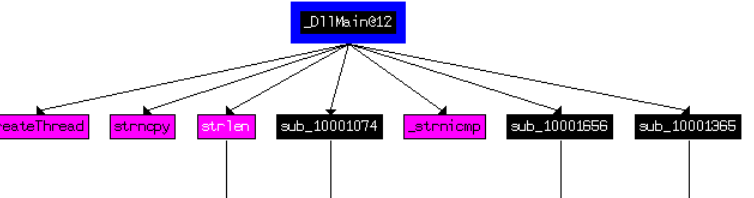 _DllMain@12
reateThread
strncpy
strlen
sub_10001074
_strnicmp
sub_10001656
sub_10001365